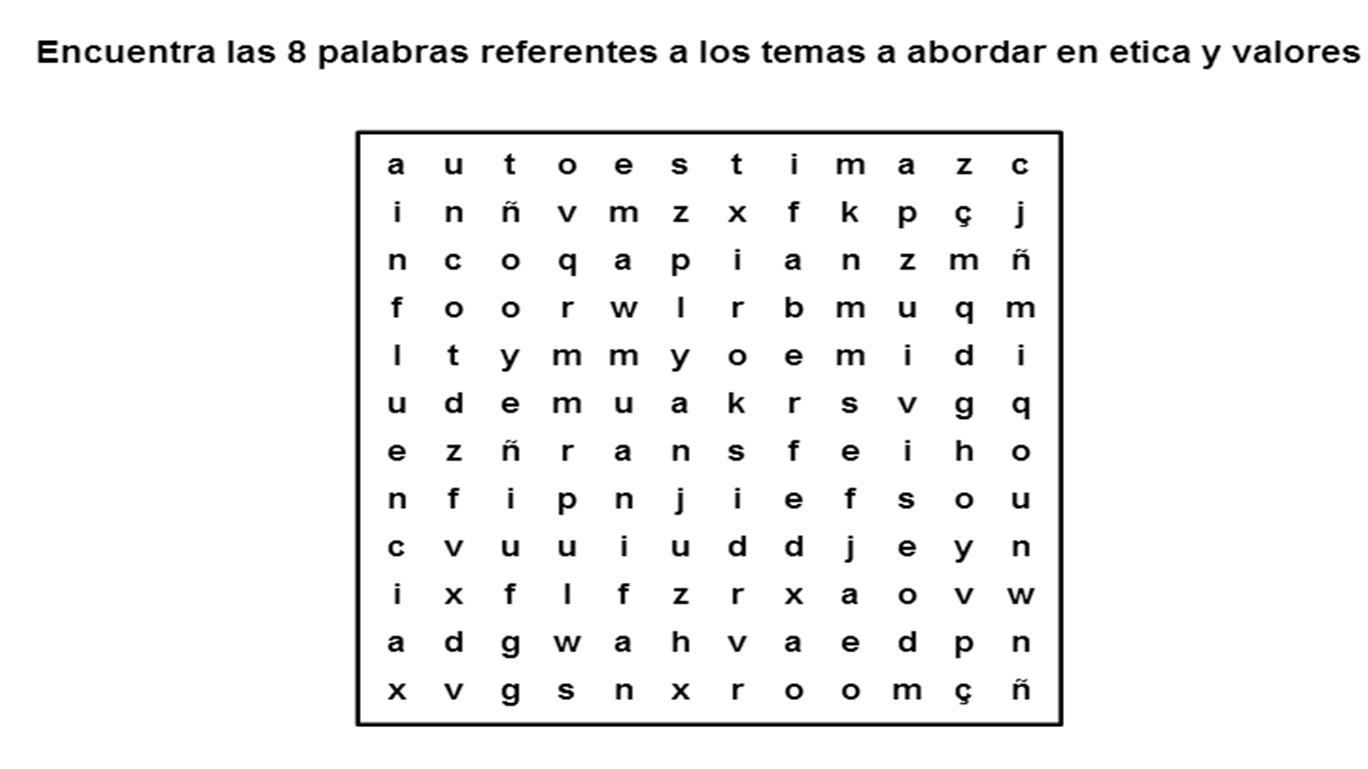 Encuentra las 8 palabras referentes a los temas a abordar en etica y valores
a u t o e s t i m a z c
i n ñ v m z x f k p ç j
n c o q a p i a n z m ñ
f o o r w l r b m u q m
l t y m m y o e m i d i
u d e m u a k r s v g q
e z ñ r a n s f e i h o
n f i p n j i e f s o u
c v u u i u d d j e y n
i x f l f z r x a o v w
a d g w a h v a e d p n
x v g s n x r o o m ç ñ